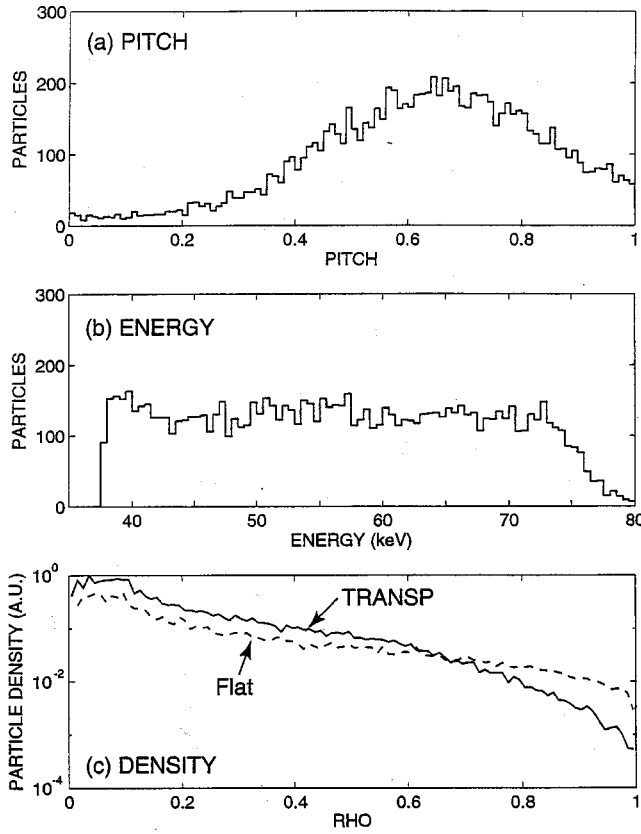 300
(a) PITCH
200
PARTICLES
100
0
0 0.2 0.4 0.6 0.8 1
PITCH
300
(b) ENERGY
200
PARTICLES
100
0
40 50 60 70 80
ENERGY (keV)
10^0
TRANSP
PARTICLE DENSITY (A.U.)
10^-2
Flat
(c) DENSITY
10^-4
0 0.2 0.4 0.6 0.8 1
RHO